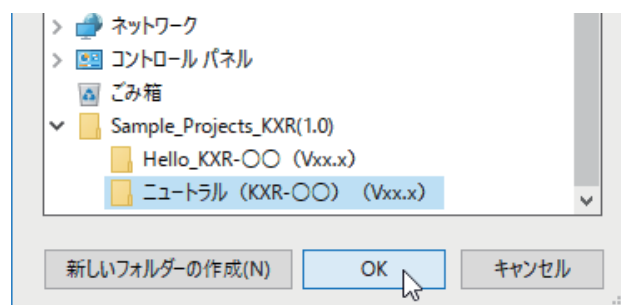 ネットワーク
コントロール パネル
ごみ箱
Sample_Projects_KXR(1.0)
Hello_KXR-〇〇（Vxx.x）
ニュートラル（KXR-〇〇）（Vxx.x）
新しいフォルダーの作成(N) OK キャンセル